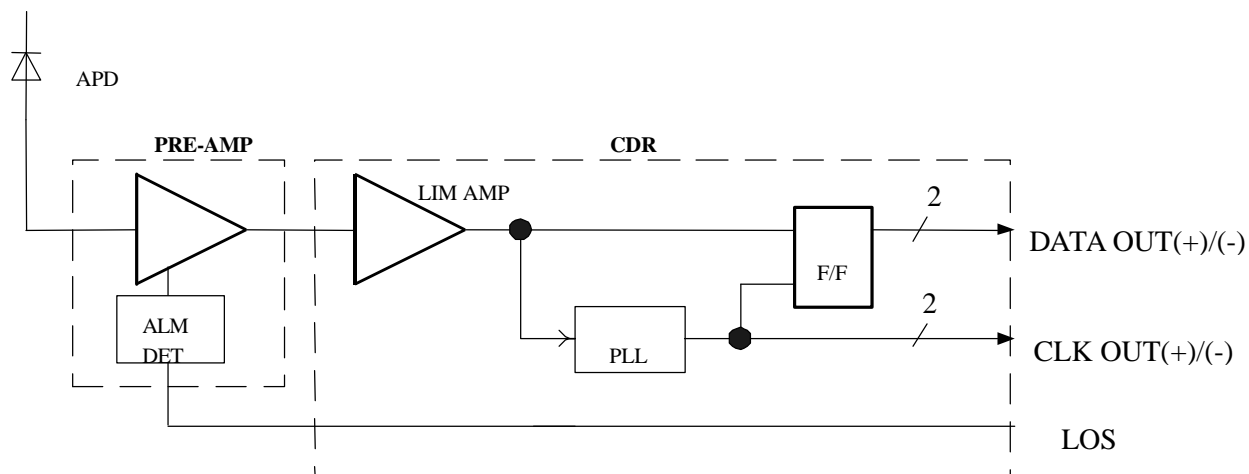 APD
PRE-AMP
CDR
LIM AMP
2
DATA OUT(+)/(-)
F/F
2
ALM
DET
PLL
CLK OUT(+)/(-)
LOS